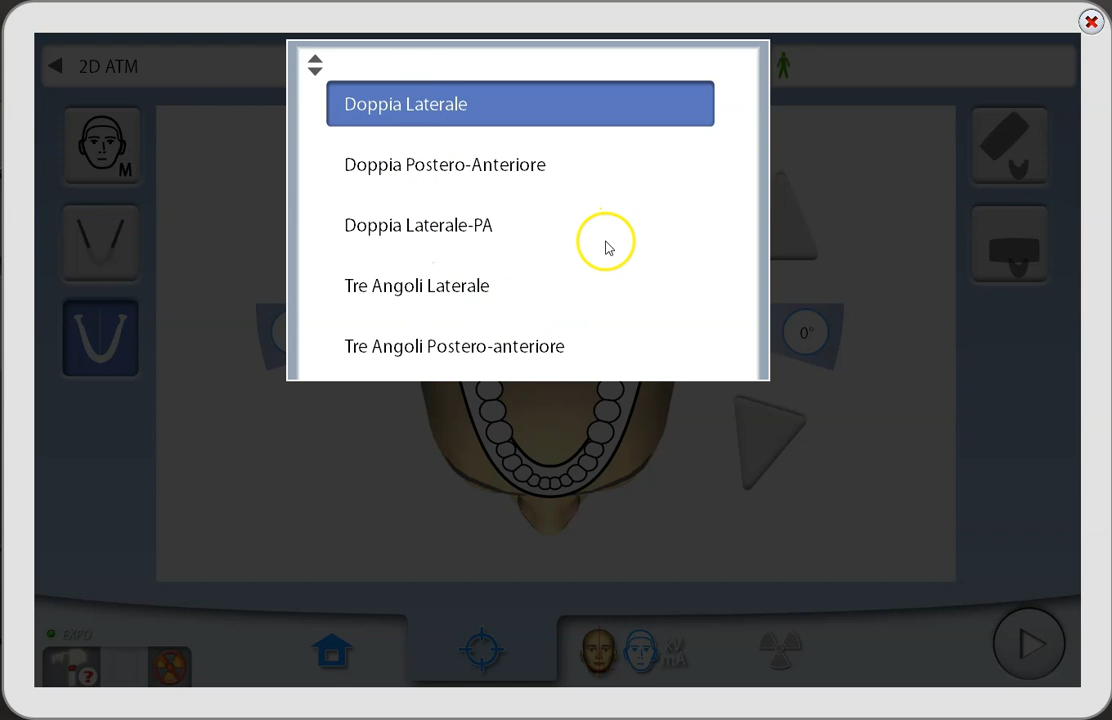 2D ATM
Doppia Laterale
Doppia Postero-Anteriore
Doppia Laterale-PA
Tre Angoli Laterale
Tre Angoli Postero-anteriore
M
0°
EXPO
kV
mA
?